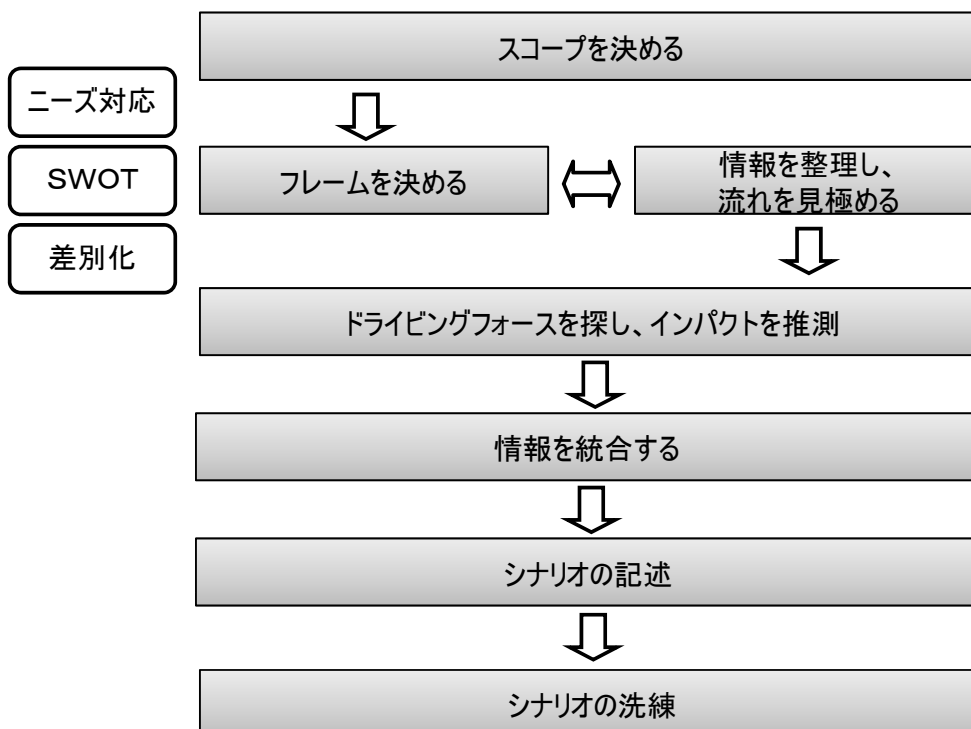 スコープを決める
ニーズ対応
SWOT
フレームを決める
情報を整理し、
流れを見極める
差別化
ドライビングフォースを探し、インパクトを推測
情報を統合する
シナリオの記述
シナリオの洗練